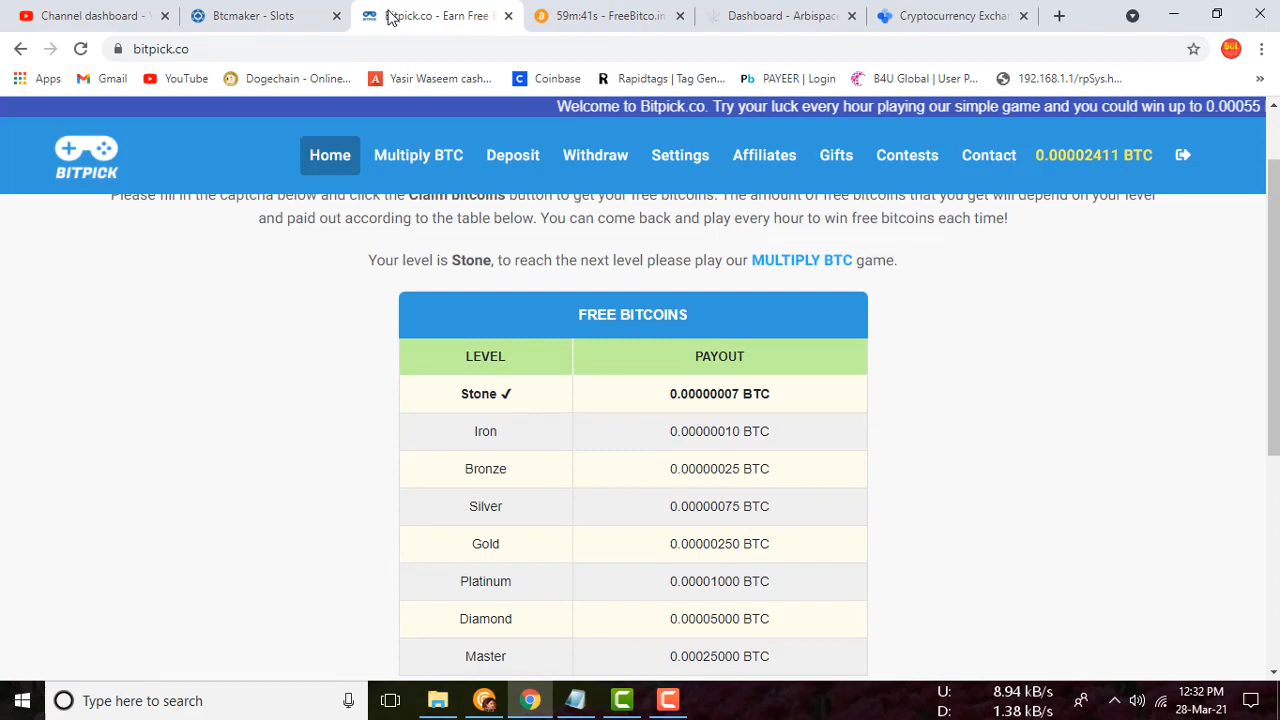 Channel dashboard - Y
Btcmaker - Slots
Bitpick.co - Earn Free B
59m:41s - FreeBitco.in
Dashboard - Arbispace
Cryptocurrency Exchan
bitpick.co
Apps
Gmail
YouTube
Dogechain - Online...
Yasir Waseem cash...
Coinbase
Rapidtags | Tag Gen...
PAYEER | Login
B4U Global | User P...
192.168.1.1/rpSys.h...
Welcome to Bitpick.co. Try your luck every hour playing our simple game and you could win up to 0.00055
BITPICK
Home
Multiply BTC
Deposit
Withdraw
Settings
Affiliates
Gifts
Contests
Contact
0.00002411 BTC
Please fill in the captcha below and click the Claim bitcoins button to get your free bitcoins. The amount of free bitcoins that you get will depend on your level
and paid out according to the table below. You can come back and play every hour to win free bitcoins each time!
Your level is Stone, to reach the next level please play our MULTIPLY BTC game.
FREE BITCOINS
LEVEL PAYOUT
Stone ✓ 0.00000007 BTC
Iron 0.00000010 BTC
Bronze 0.00000025 BTC
Silver 0.00000075 BTC
Gold 0.00000250 BTC
Platinum 0.00001000 BTC
Diamond 0.00005000 BTC
Master 0.00025000 BTC
Type here to search
U: 8.94 kB/s
D: 1.38 kB/s
12:32 PM
28-Mar-21